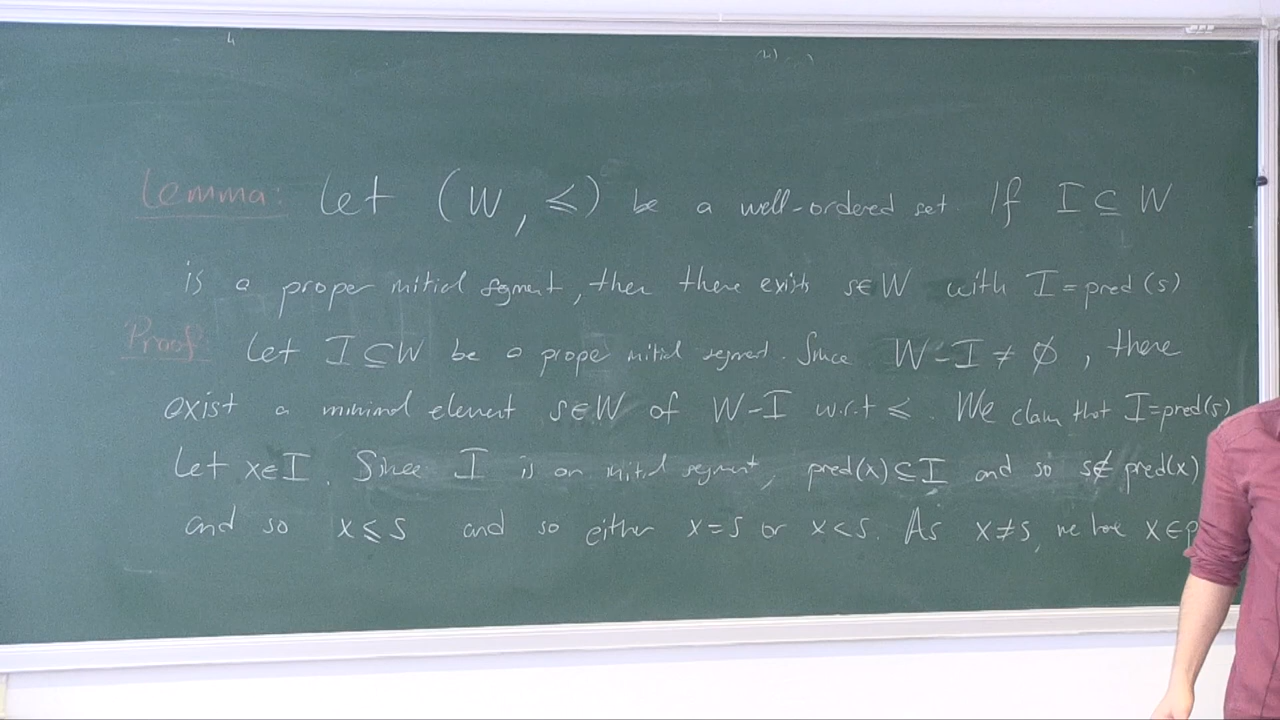 Lemma: Let (W, ≤) be a well-ordered set. If I ⊆ W
is a proper initial segment, then there exists s∈W with I = pred(s)
Proof: Let I ⊆ W be a proper initial segment. Since W-I ≠ ∅, there
exist a minimal element s∈W of W-I w.r.t ≤. We claim that I=pred(s)
Let x∈I. Since I is an initial segment, pred(x)⊆I and so s∉ pred(x)
and so x ≤ s and so either x = s or x < s. As x≠s, we have x ∈ p